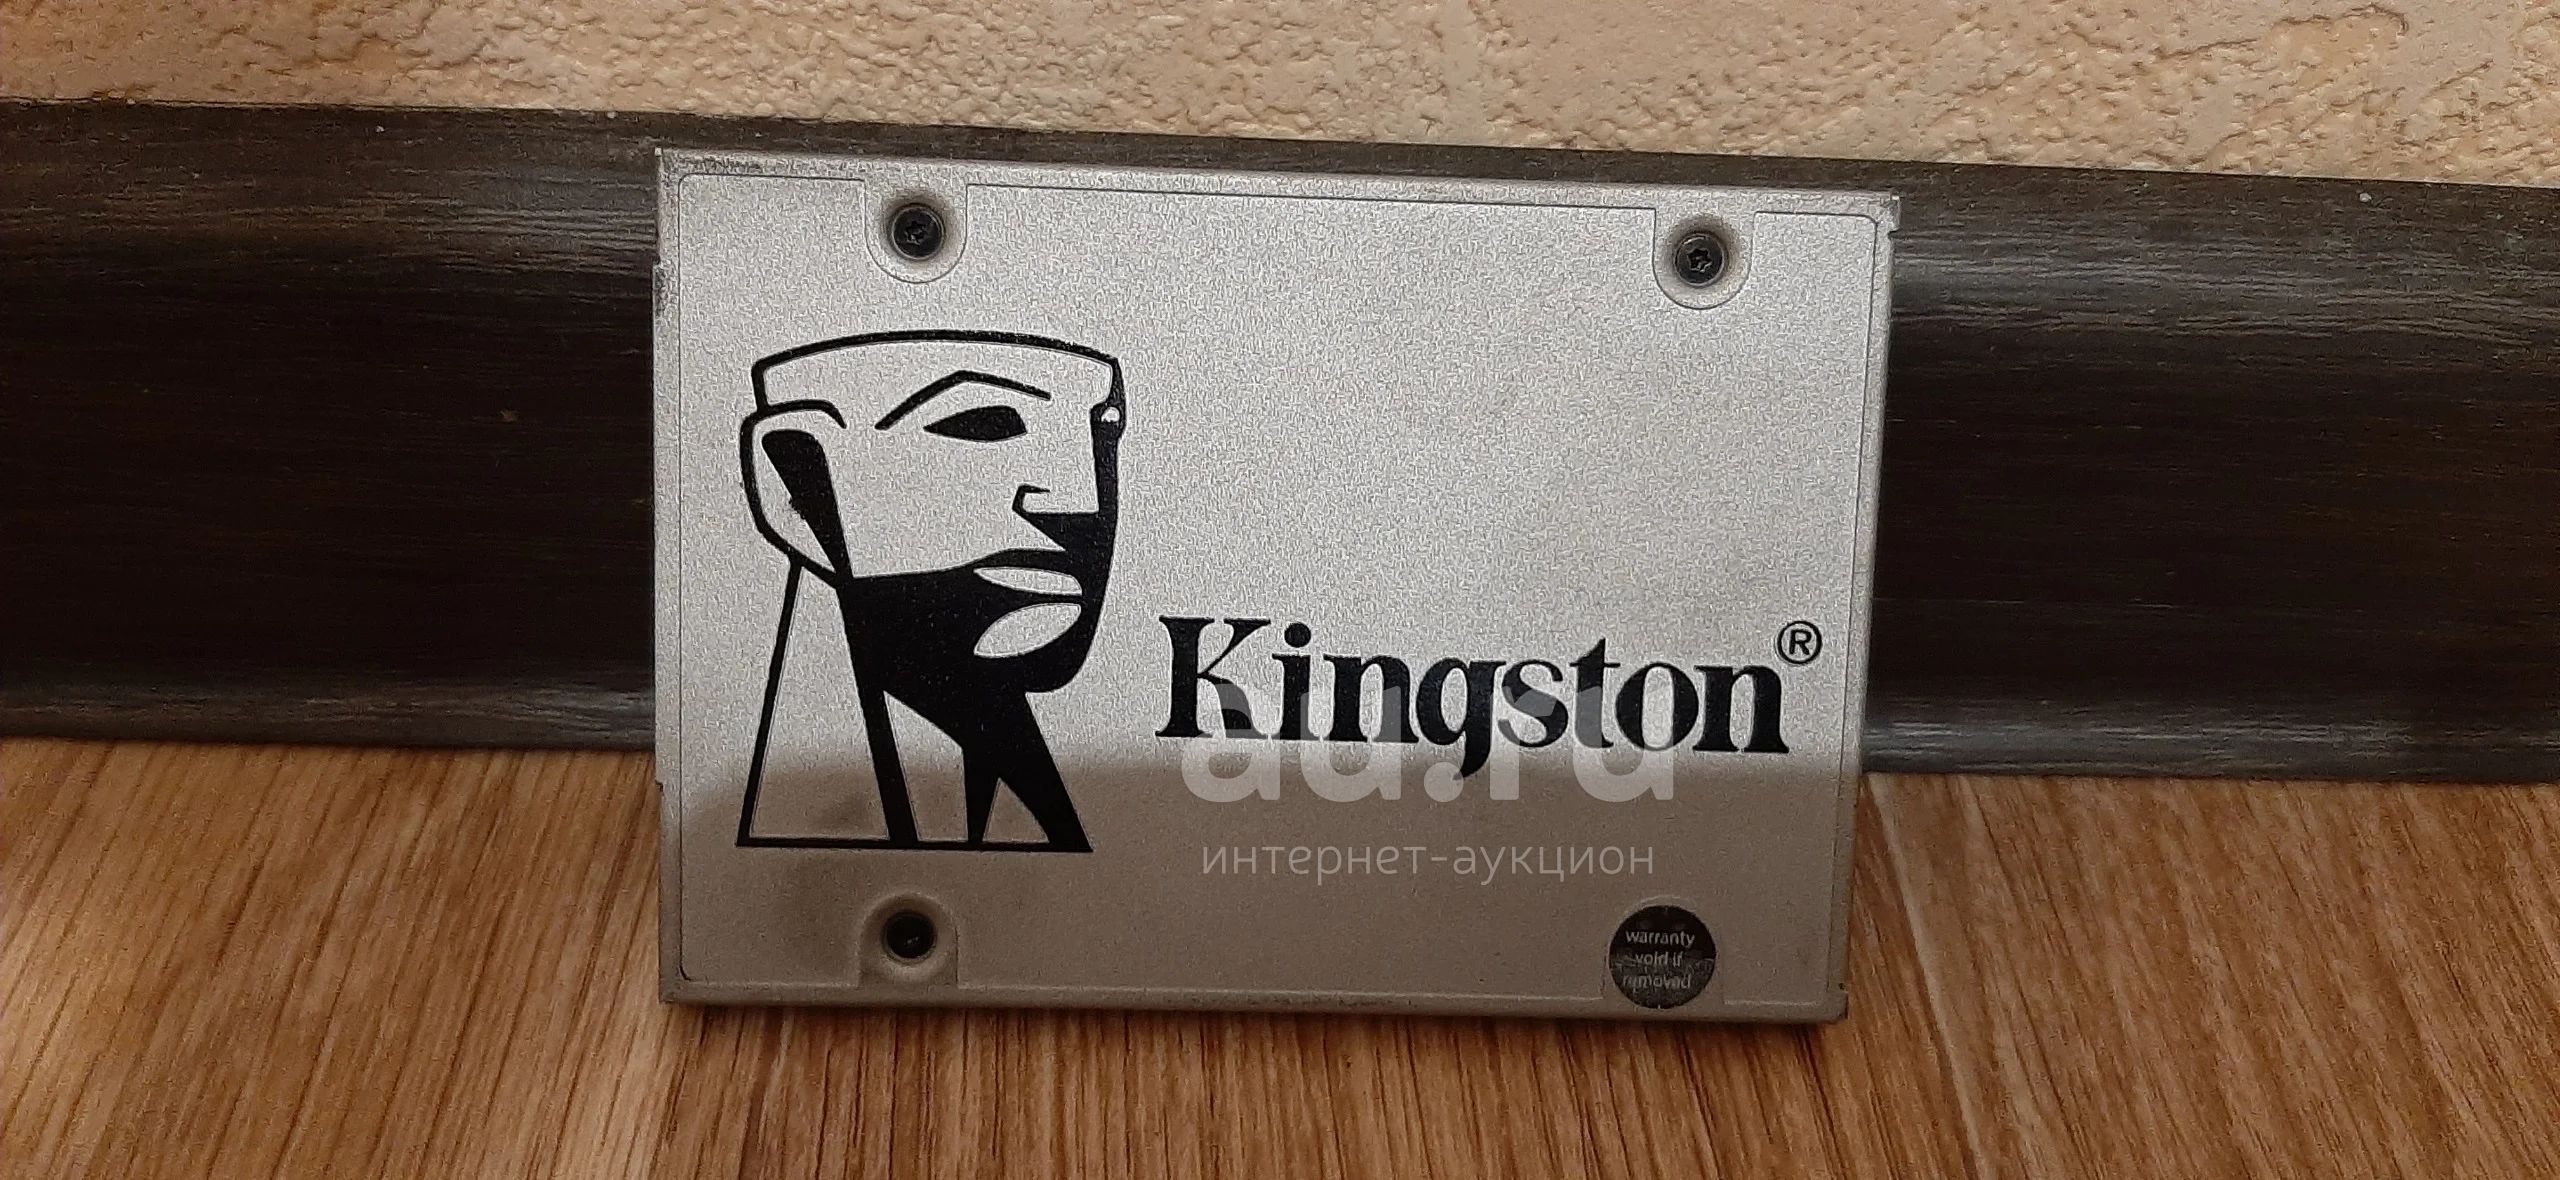 Kingston®
au.ru
интернет-аукцион
warranty
void if
removed